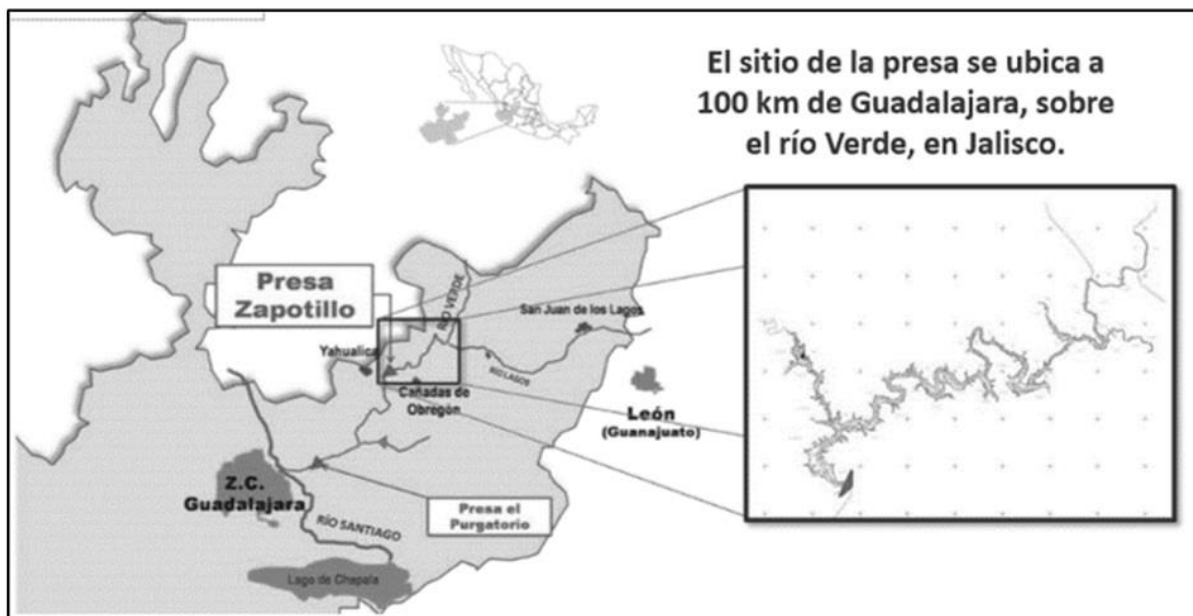 El sitio de la presa se ubica a
100 km de Guadalajara, sobre
el río Verde, en Jalisco.
Presa
Zapotillo
RÍO VERDE
San Juan de los Lagos
Yahualica
RÍO LAGOS
Cañadas de
Obregón
León
(Guanajuato)
Z.C.
Guadalajara
Presa el
Purgatorio
RÍO SANTIAGO
Lago de Chapala